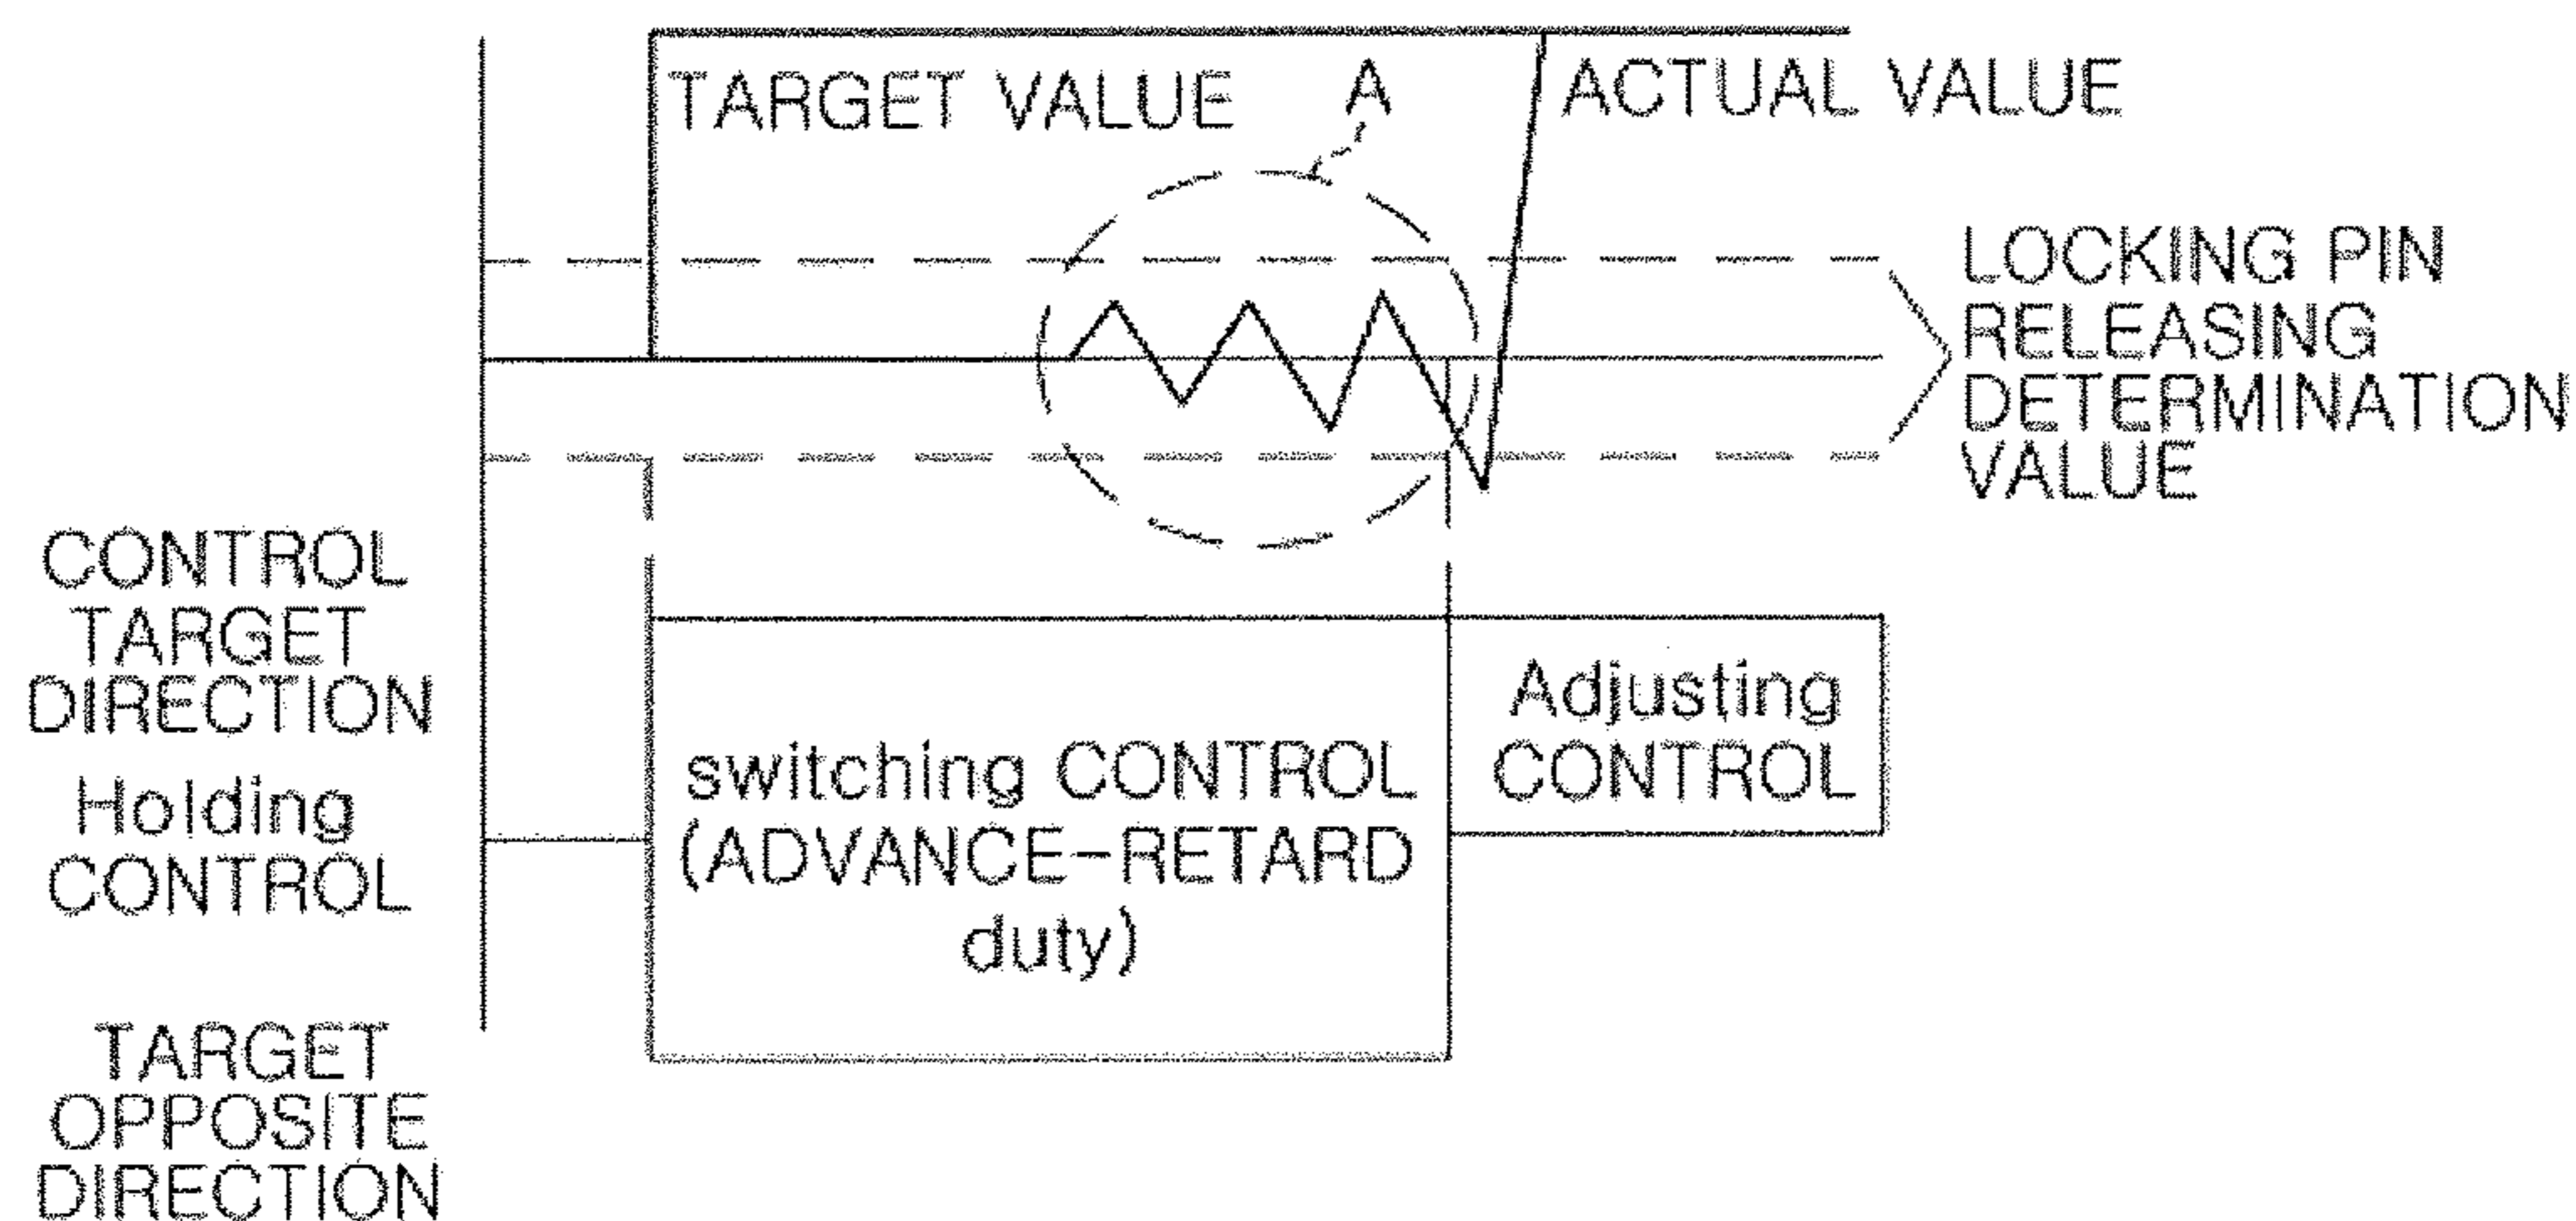 TARGET VALUE
A
ACTUAL VALUE
LOCKING PIN
RELEASING
DETERMINATION
VALUE
CONTROL
TARGET
DIRECTION
Holding
CONTROL
TARGET
OPPOSITE
DIRECTION
switching CONTROL
(ADVANCE-RETARD
duty)
Adjusting
CONTROL